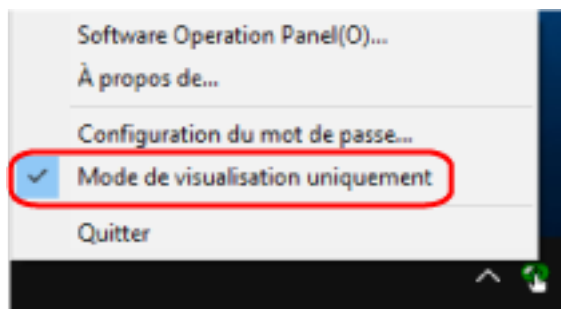 Software Operation Panel(O)...
À propos de...
Configuration du mot de passe...
Mode de visualisation uniquement
Quitter